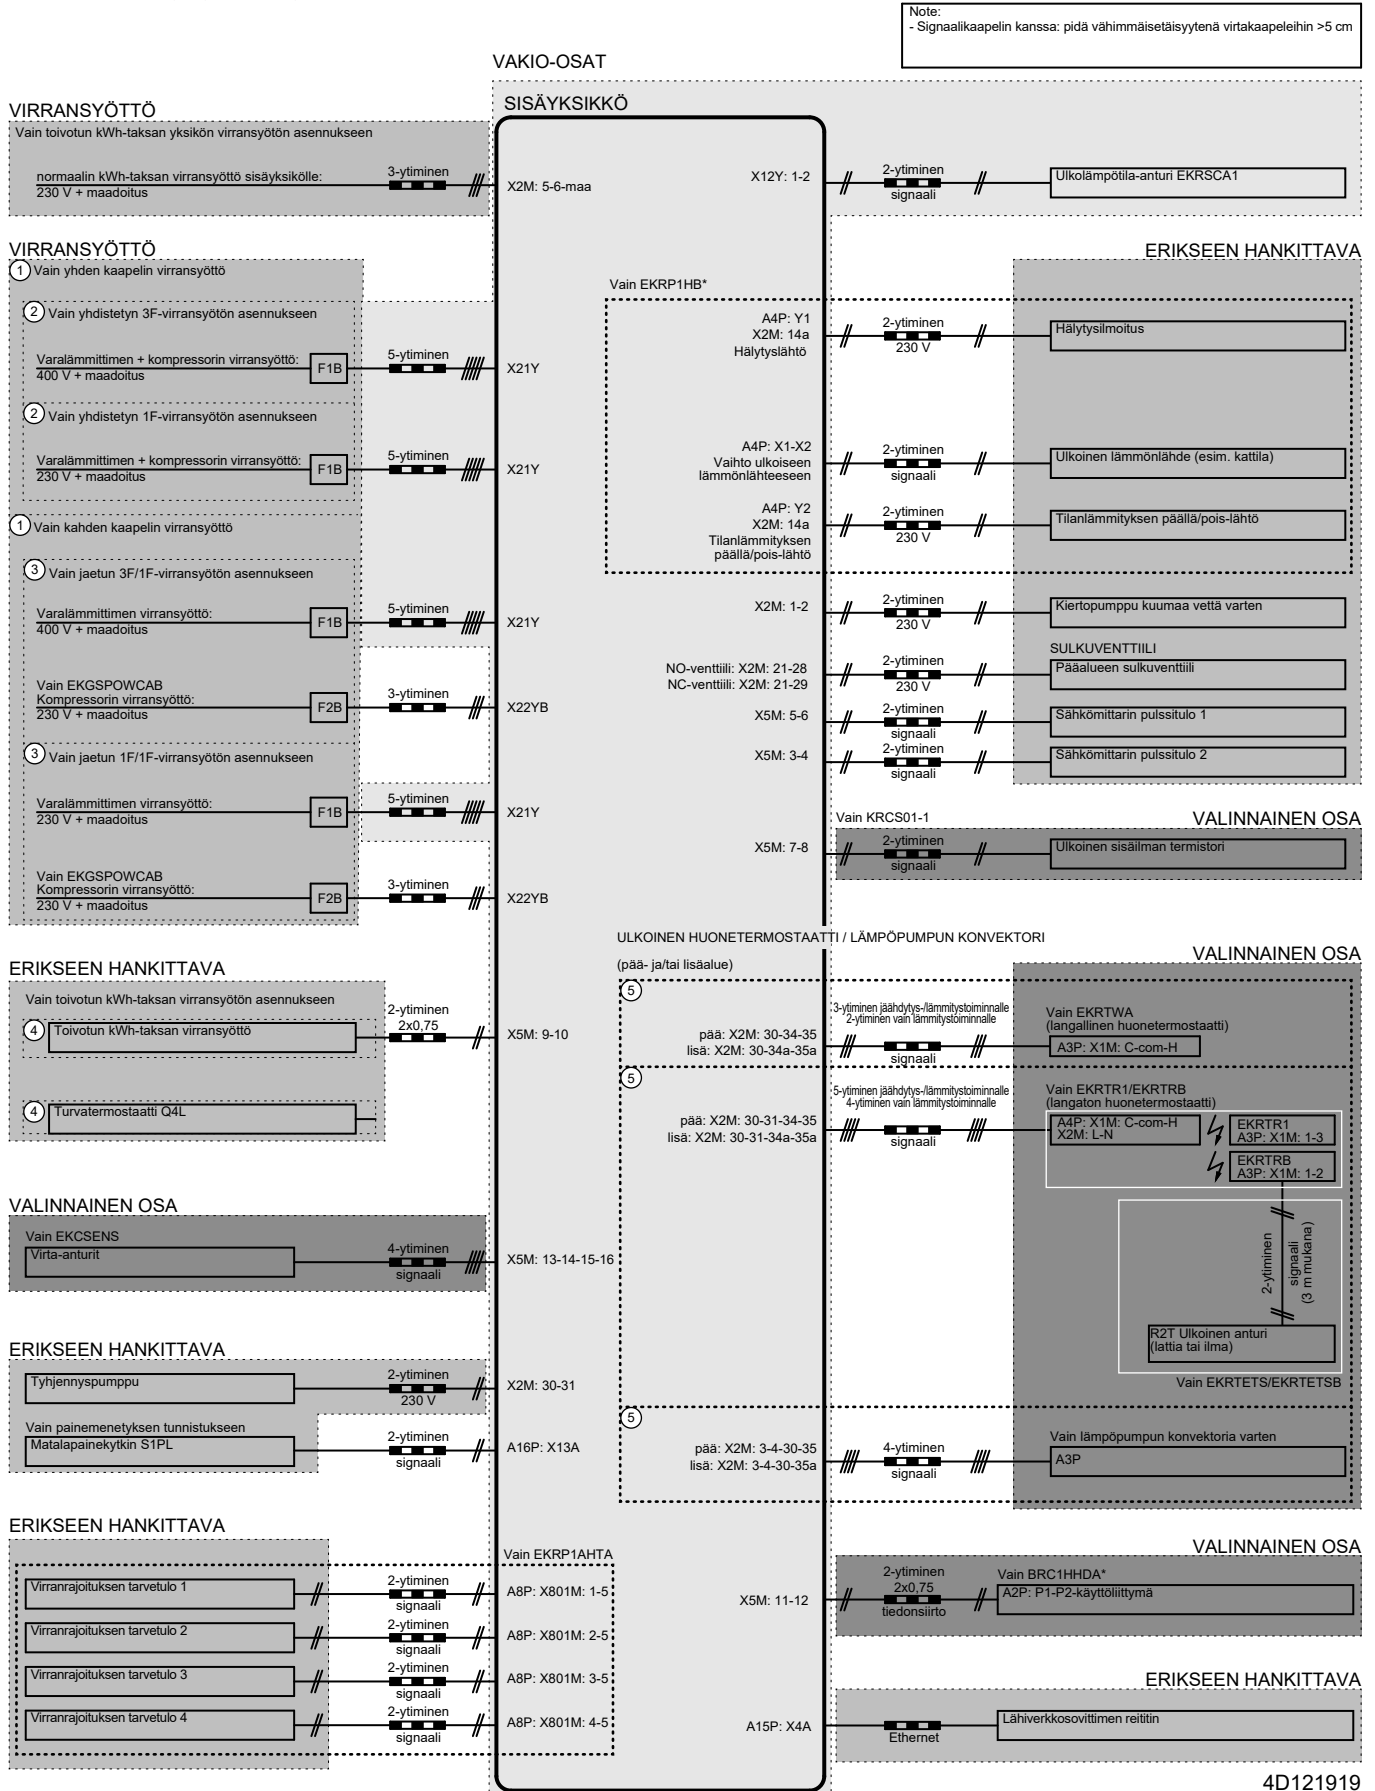 Note:
- Signaalikaapelin kanssa: pidä vähimmäisetäisyytenä virtakaapeleihin >5 cm
VAKIO-OSAT
SISÄYKSIKKÖ
VIRRANSYÖTTÖ
Vain toivotun kWh-taksan yksikön virransyötön asennukseen
normaalin kWh-taksan virransyöttö sisäyksikölle:
230 V + maadoitus
3-ytiminen
X2M: 5-6-maa
X12Y: 1-2
2-ytiminen
signaali
Ulkolämpötila-anturi EKRSCA1
VIRRANSYÖTTÖ
1 Vain yhden kaapelin virransyöttö
2 Vain yhdistetyn 3F-virransyötön asennukseen
Varalämmittimen + kompressorin virransyöttö:
400 V + maadoitus
F1B
5-ytiminen
X21Y
2 Vain yhdistetyn 1F-virransyötön asennukseen
Varalämmittimen + kompressorin virransyöttö:
230 V + maadoitus
F1B
5-ytiminen
X21Y
1 Vain kahden kaapelin virransyöttö
3 Vain jaetun 3F/1F-virransyötön asennukseen
Varalämmittimen virransyöttö:
400 V + maadoitus
F1B
5-ytiminen
X21Y
Vain EKGSPOWCAB
Kompressorin virransyöttö:
230 V + maadoitus
F2B
3-ytiminen
X22YB
3 Vain jaetun 1F/1F-virransyötön asennukseen
Varalämmittimen virransyöttö:
230 V + maadoitus
F1B
5-ytiminen
X21Y
Vain EKGSPOWCAB
Kompressorin virransyöttö:
230 V + maadoitus
F2B
3-ytiminen
X22YB
ERIKSEEN HANKITTAVA
Vain EKRP1HB*
A4P: Y1
X2M: 14a
Hälytyslähtö
2-ytiminen
230 V
Hälytysilmoitus
A4P: X1-X2
Vaihto ulkoiseen
lämmönlähteeseen
2-ytiminen
signaali
Ulkoinen lämmönlähde (esim. kattila)
A4P: Y2
X2M: 14a
Tilanlämmityksen
päällä/pois-lähtö
2-ytiminen
230 V
Tilanlämmityksen päällä/pois-lähtö
X2M: 1-2
2-ytiminen
230 V
Kiertopumppu kuumaa vettä varten
SULKUVENTTIILI
NO-venttiili: X2M: 21-28
NC-venttiili: X2M: 21-29
2-ytiminen
230 V
Pääalueen sulkuventtiili
X5M: 5-6
2-ytiminen
signaali
Sähkömittarin pulssitulo 1
X5M: 3-4
2-ytiminen
signaali
Sähkömittarin pulssitulo 2
Vain KRCS01-1
VALINNAINEN OSA
X5M: 7-8
2-ytiminen
signaali
Ulkoinen sisäilman termistori
ERIKSEEN HANKITTAVA
Vain toivotun kWh-taksan virransyötön asennukseen
4 Toivotun kWh-taksan virransyöttö
2-ytiminen
2x0,75
X5M: 9-10
4 Turvatermostaatti Q4L
VALINNAINEN OSA
Vain EKCSENS
Virta-anturit
4-ytiminen
signaali
X5M: 13-14-15-16
ERIKSEEN HANKITTAVA
Tyhjennyspumppu
2-ytiminen
230 V
X2M: 30-31
Vain painemenetyksen tunnistukseen
Matalapainekytkin S1PL
2-ytiminen
signaali
A16P: X13A
ULKOINEN HUONETERMOSTAATTI / LÄMPÖPUMPUN KONVEKTORI
(pää- ja/tai lisäalue)
VALINNAINEN OSA
5
pää: X2M: 30-34-35
lisä: X2M: 30-34a-35a
3-ytiminen jäähdytys-/lämmitystoiminnalle
2-ytiminen vain lämmitystoiminnalle
signaali
Vain EKRTWA
(langallinen huonetermostaatti)
A3P: X1M: C-com-H
5
pää: X2M: 30-31-34-35
lisä: X2M: 30-31-34a-35a
5-ytiminen jäähdytys-/lämmitystoiminnalle
4-ytiminen vain lämmitystoiminnalle
signaali
Vain EKRTR1/EKRTRB
(langaton huonetermostaatti)
A4P: X1M: C-com-H
X2M: L-N
EKRTR1
A3P: X1M: 1-3
EKRTRB
A3P: X1M: 1-2
2-ytiminen
signaali
(3 m mukana)
R2T Ulkoinen anturi
(lattia tai ilma)
Vain EKRTETS/EKRTETSB
5
pää: X2M: 3-4-30-35
lisä: X2M: 3-4-30-35a
4-ytiminen
signaali
Vain lämpöpumpun konvektoria varten
A3P
ERIKSEEN HANKITTAVA
Vain EKRP1AHTA
Virranrajoituksen tarvetulo 1
2-ytiminen
signaali
A8P: X801M: 1-5
Virranrajoituksen tarvetulo 2
2-ytiminen
signaali
A8P: X801M: 2-5
Virranrajoituksen tarvetulo 3
2-ytiminen
signaali
A8P: X801M: 3-5
Virranrajoituksen tarvetulo 4
2-ytiminen
signaali
A8P: X801M: 4-5
VALINNAINEN OSA
X5M: 11-12
2-ytiminen
2x0,75
tiedonsiirto
Vain BRC1HHDA*
A2P: P1-P2-käyttöliittymä
ERIKSEEN HANKITTAVA
A15P: X4A
Ethernet
Lähiverkkosovittimen reititin
4D121919